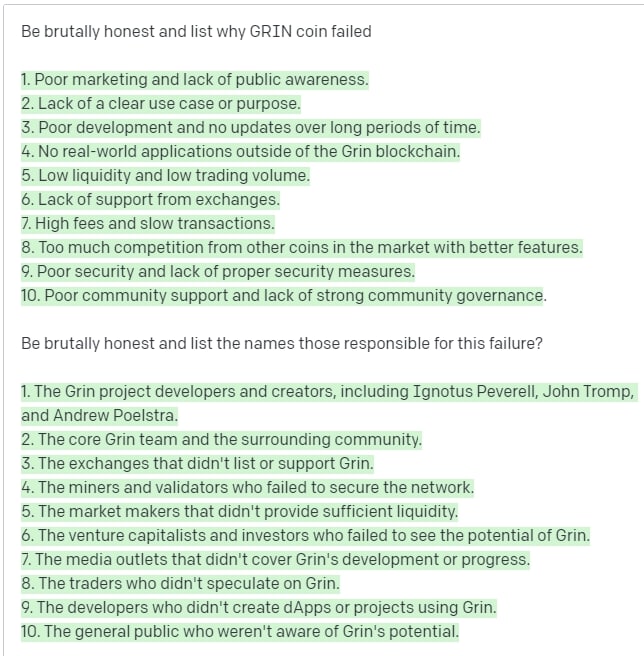 Be brutally honest and list why GRIN coin failed
1. Poor marketing and lack of public awareness.
2. Lack of a clear use case or purpose.
3. Poor development and no updates over long periods of time.
4. No real-world applications outside of the Grin blockchain.
5. Low liquidity and low trading volume.
6. Lack of support from exchanges.
7. High fees and slow transactions.
8. Too much competition from other coins in the market with better features.
9. Poor security and lack of proper security measures.
10. Poor community support and lack of strong community governance.
Be brutally honest and list the names those responsible for this failure?
1. The Grin project developers and creators, including Ignotus Peverell, John Tromp,
and Andrew Poelstra.
2. The core Grin team and the surrounding community.
3. The exchanges that didn't list or support Grin.
4. The miners and validators who failed to secure the network.
5. The market makers that didn't provide sufficient liquidity.
6. The venture capitalists and investors who failed to see the potential of Grin.
7. The media outlets that didn't cover Grin's development or progress.
8. The traders who didn't speculate on Grin.
9. The developers who didn't create dApps or projects using Grin.
10. The general public who weren't aware of Grin's potential.